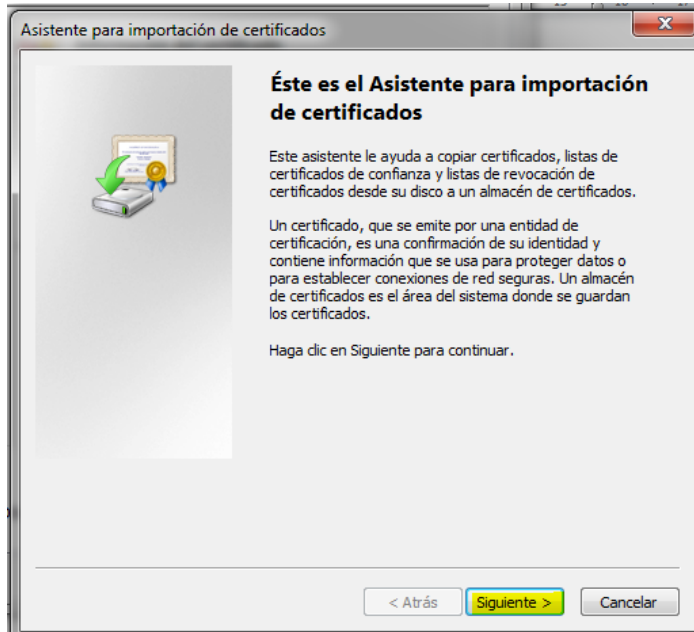 Asistente para importación de certificados
Éste es el Asistente para importación
de certificados
Este asistente le ayuda a copiar certificados, listas de
certificados de confianza y listas de revocación de
certificados desde su disco a un almacén de certificados.
Un certificado, que se emite por una entidad de
certificación, es una confirmación de su identidad y
contiene información que se usa para proteger datos o
para establecer conexiones de red seguras. Un almacén
de certificados es el área del sistema donde se guardan
los certificados.
Haga clic en Siguiente para continuar.
< Atrás Siguiente > Cancelar